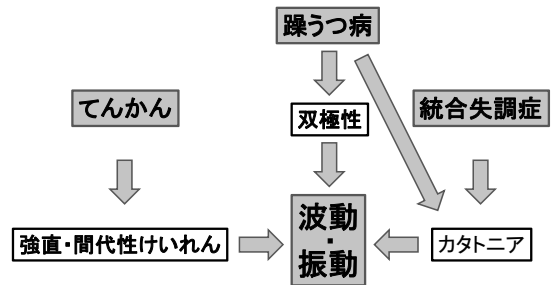 躁うつ病
てんかん
双極性
統合失調症
波動
・
振動
強直・間代性けいれん
カタトニア